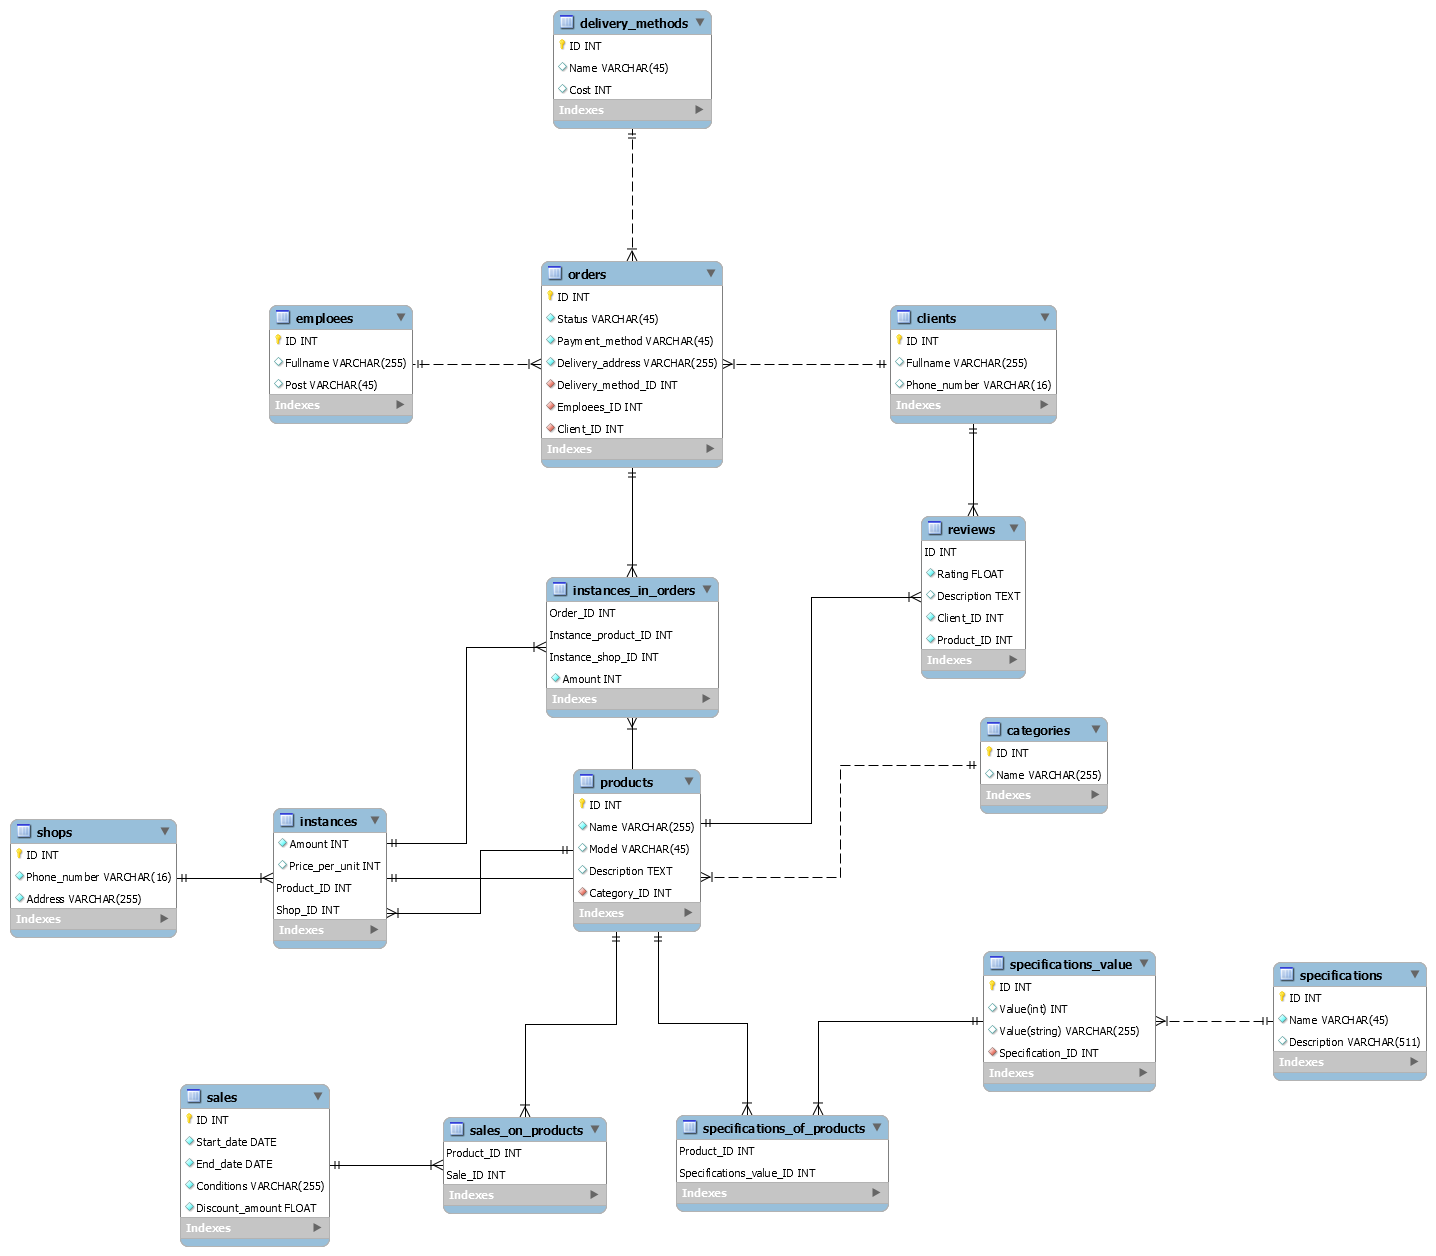 delivery_methods
ID INT
Name VARCHAR(45)
Cost INT
Indexes
orders
ID INT
Status VARCHAR(45)
Payment_method VARCHAR(45)
Delivery_address VARCHAR(255)
Delivery_method_ID INT
Emploees_ID INT
Client_ID INT
Indexes
emploees
ID INT
Fullname VARCHAR(255)
Post VARCHAR(45)
Indexes
clients
ID INT
Fullname VARCHAR(255)
Phone_number VARCHAR(16)
Indexes
reviews
ID INT
Rating FLOAT
Description TEXT
Client_ID INT
Product_ID INT
Indexes
instances_in_orders
Order_ID INT
Instance_product_ID INT
Instance_shop_ID INT
Amount INT
Indexes
categories
ID INT
Name VARCHAR(255)
Indexes
products
ID INT
Name VARCHAR(255)
Model VARCHAR(45)
Description TEXT
Category_ID INT
Indexes
shops
ID INT
Phone_number VARCHAR(16)
Address VARCHAR(255)
Indexes
instances
Amount INT
Price_per_unit INT
Product_ID INT
Shop_ID INT
Indexes
specifications_value
ID INT
Value(int) INT
Value(string) VARCHAR(255)
Specification_ID INT
Indexes
specifications
ID INT
Name VARCHAR(45)
Description VARCHAR(511)
Indexes
sales
ID INT
Start_date DATE
End_date DATE
Conditions VARCHAR(255)
Discount_amount FLOAT
Indexes
sales_on_products
Product_ID INT
Sale_ID INT
Indexes
specifications_of_products
Product_ID INT
Specifications_value_ID INT
Indexes